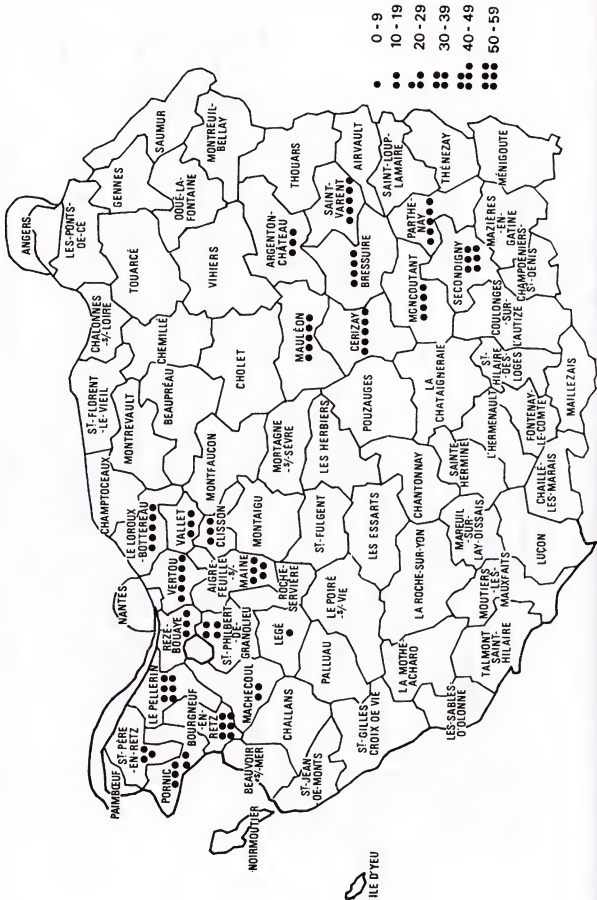 0 - 9
10 - 19
20 - 29
30 - 39
40 - 49
50 - 59
ANGERS
LES-PONTS-
DE-CÉ
GENNES
SAUMUR
MONTREUIL-
BELLAY
DOUÉ-LA-
FONTAINE
CHALONNES
-S/-LOIRE
TOUARCÉ
VIHIERS
THOUARS
ARGENTON-
CHÂTEAU
SAINT-
VARENT
AIRVAULT
SAINT-LOUP-
LAMAIRE
THÉNEZAY
MÉNIGOUTE
BRESSUIRE
PARTHE-
NAY
MAZIÈRES
-EN-
GATINE
CHAMPDENIERS-
ST-DENIS
SECONDIGNY
MONCOUTANT
COULONGES
-SUR-
L'AUTIZE
ST-FLORENT
-LE-VIEIL
CHEMILLÉ
BEAUPRÉAU
CHOLET
MAULÉON
CERIZAY
MONTREVAULT
CHAMPTOCEAUX
MONTFAUCON
MORTAGNE
-S/-SÈVRE
LES HERBIERS
POUZAUGES
LA
CHATAIGNERAIE
ST-
HILAIRE
-DES-
LOGES
L'HERMENAULT
FONTENAY-
LE-COMTE
MAILLEZAIS
SAINTE-
HERMINE
CHAILLÉ-
LES-MARAIS
LE LOROUX
-BOTTEREAU
VALLET
CLISSON
MONTAIGU
ST-FULGENT
LES ESSARTS
CHANTONNAY
MAREUIL
-SUR-
LAY-DISSAIS
LUÇON
NANTES
VERTOU
AIGRE-
FEUILLE
-S/-
MAINE
ROCHE-
SERVIÈRE
LE POIRÉ
-S/-VIE
LA ROCHE-SUR-YON
MOUTIERS
-LES-
MAUXFAITS
REZÉ
BOUAYE
ST-PHILBERT
-DE-
GRANDLIEU
LEGÉ
PALLUAU
LA MOTHE-
ACHARD
TALMONT
SAINT-
HILAIRE
LE PELLERIN
BOURGNEUF
-EN-
RETZ
MACHECOUL
CHALLANS
ST-GILLES
CROIX DE VIE
LES-SABLES-
D'OLONNE
PAIMBŒUF
ST-PÈRE
-EN-RETZ
PORNIC
BEAUVOIR
-S/-MER
ST-JEAN
-DE-MONTS
NOIRMOUTIER
ILE D'YEU